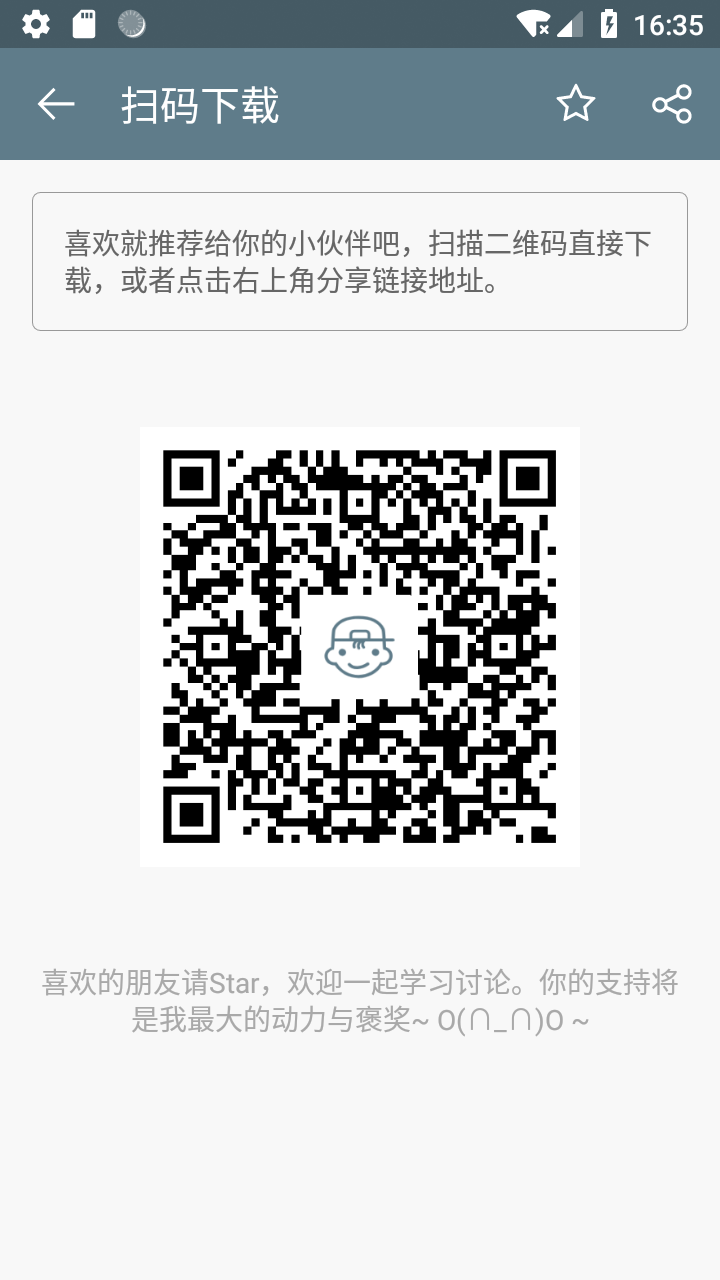 16:35
扫码下载
喜欢就推荐给你的小伙伴吧，扫描二维码直接下
载，或者点击右上角分享链接地址。
喜欢的朋友请Star，欢迎一起学习讨论。你的支持将
是我最大的动力与褒奖~ O(∩_∩)O ~